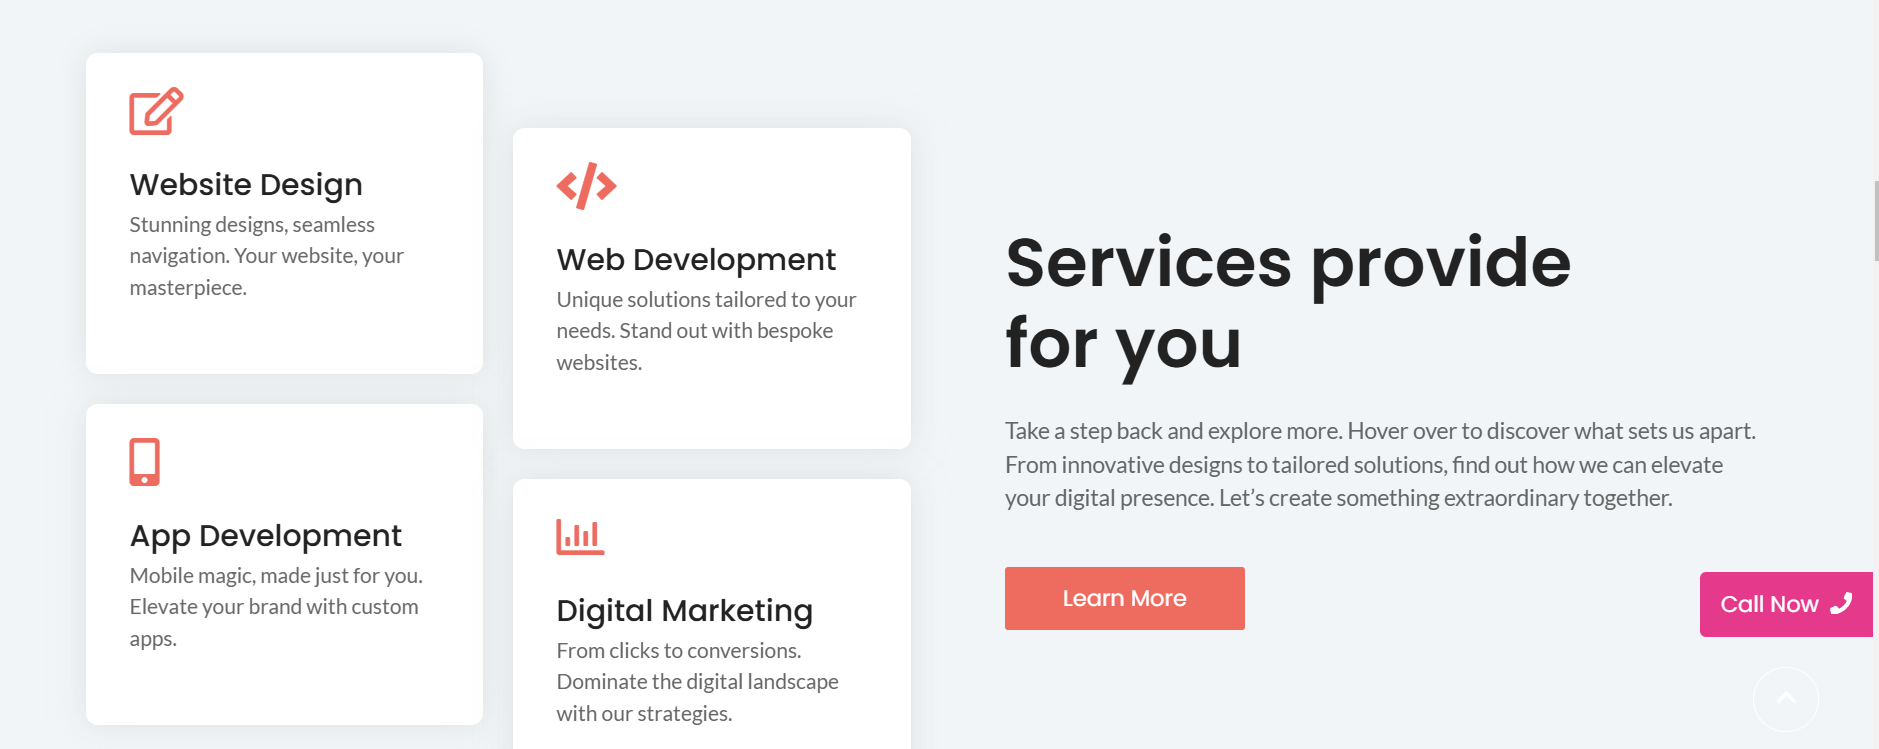 Website Design
Stunning designs, seamless
navigation. Your website, your
masterpiece.
App Development
Mobile magic, made just for you.
Elevate your brand with custom
apps.
Web Development
Unique solutions tailored to your
needs. Stand out with bespoke
websites.
Digital Marketing
From clicks to conversions.
Dominate the digital landscape
with our strategies.
Services provide
for you
Take a step back and explore more. Hover over to discover what sets us apart.
From innovative designs to tailored solutions, find out how we can elevate
your digital presence. Let’s create something extraordinary together.
Learn More
Call Now